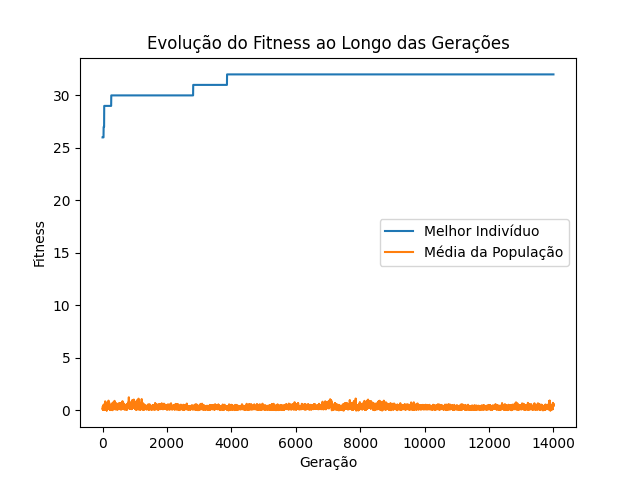 Evolução do Fitness ao Longo das Gerações
30
25
20
15
10
5
0
Fitness
Melhor Indivíduo
Média da População
0 2000 4000 6000 8000 10000 12000 14000
Geração